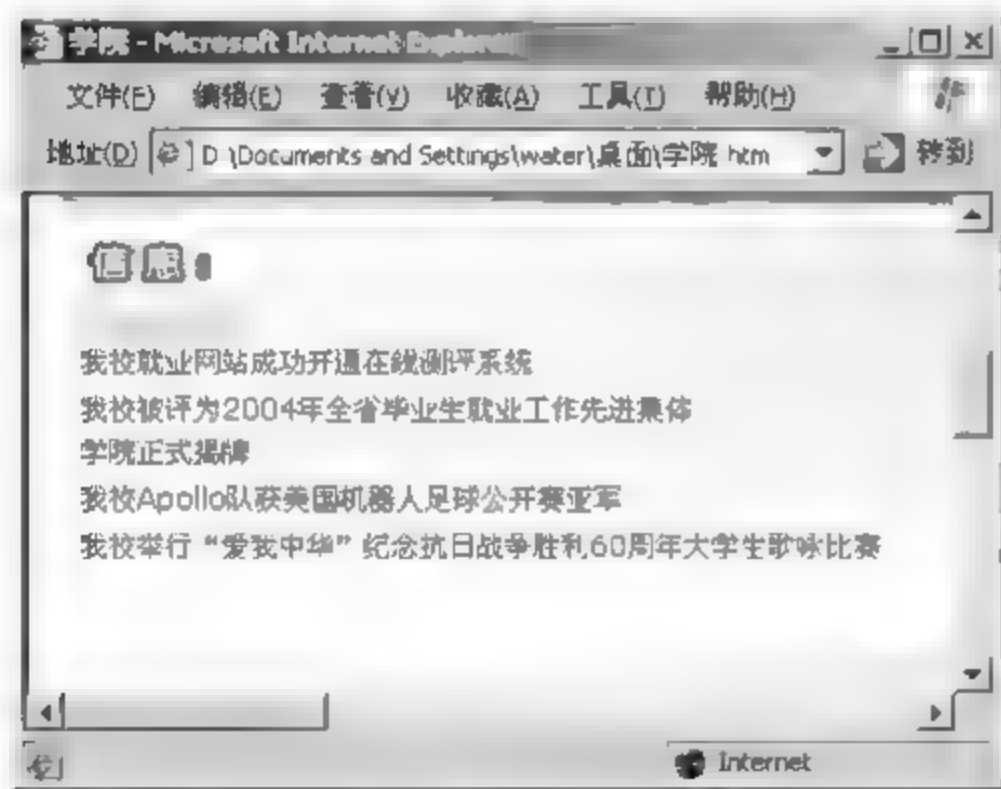 学院 - Microsoft Internet Explorer
文件(F) 编辑(E) 查看(V) 收藏(A) 工具(T) 帮助(H)
地址(D) D:\Documents and Settings\water\桌面\学院.htm 转到
信息
我校就业网站成功开通在线测评系统
我校被评为2004年全省毕业生就业工作先进集体
学院正式揭牌
我校Apollo队获美国机器人足球公开赛亚军
我校举行“爱我中华”纪念抗日战争胜利60周年大学生歌咏比赛
Internet